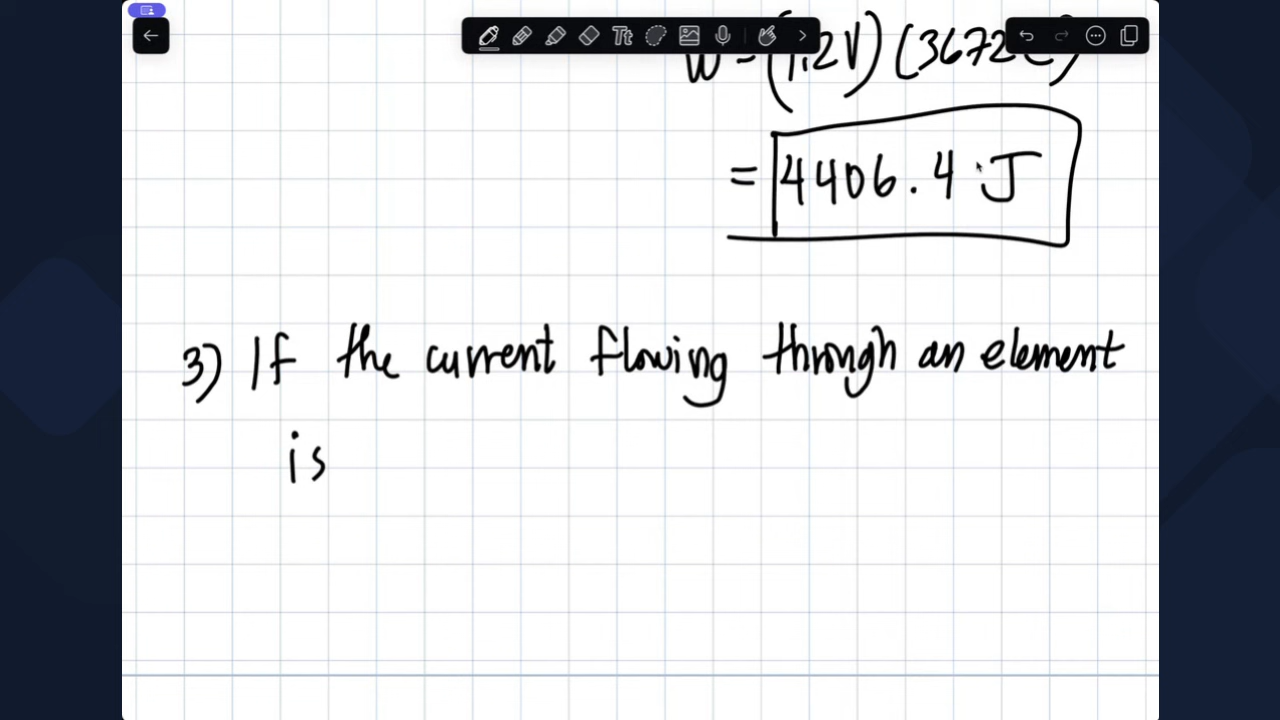 W = (1.2V) (3672C)
= 4406.4 J
3) If the current flowing through an element
is